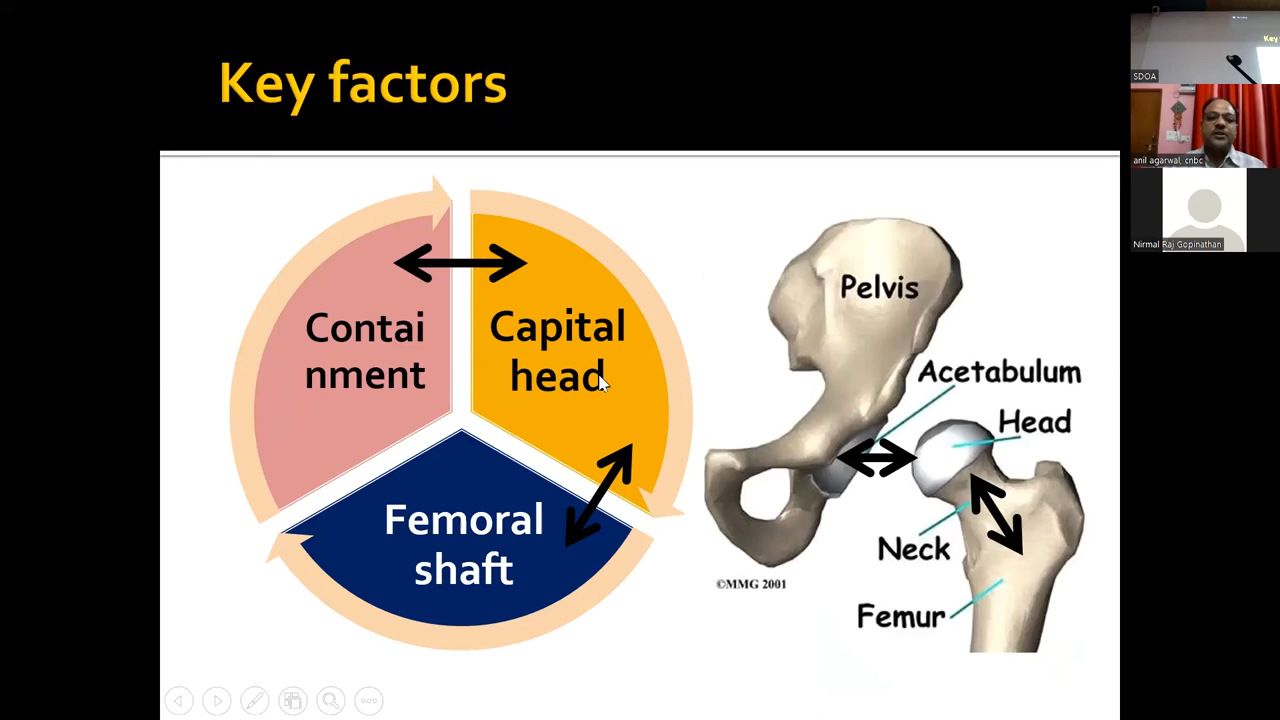 Key factors
Contai
nment
Capital
head
Femoral
shaft
Pelvis
Acetabulum
Head
Neck
Femur
©MMG 2001
Key
SDOA
anil agarwal, cnbc
Nirmal Raj Gopinathan